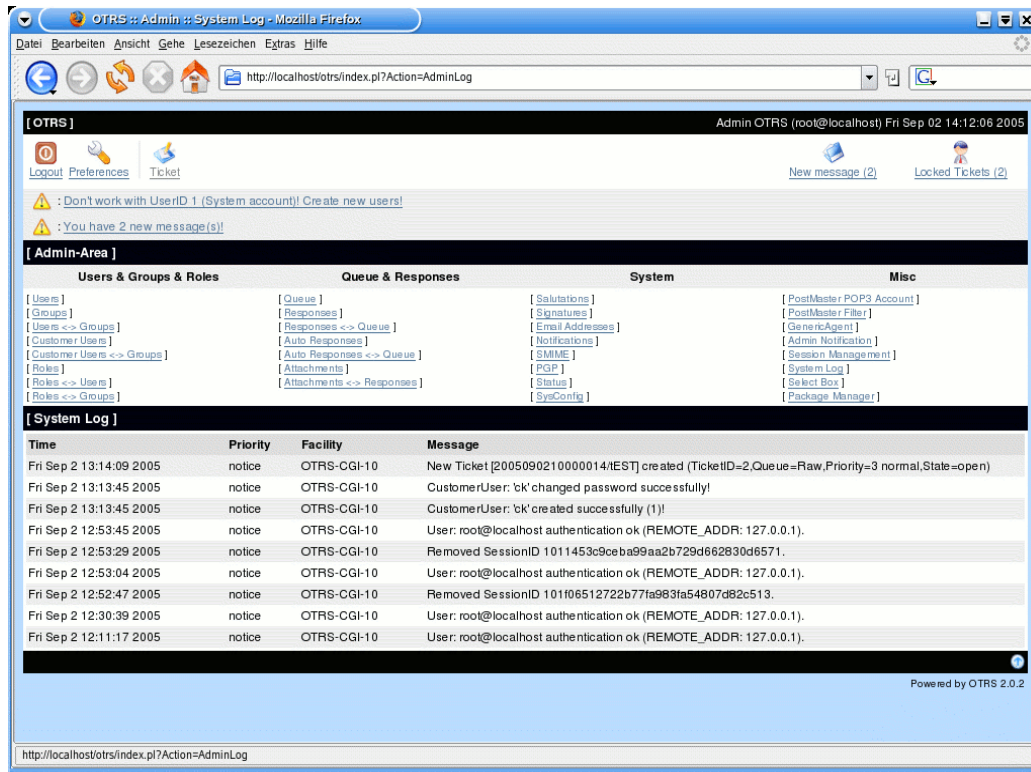 OTRS :: Admin :: System Log - Mozilla Firefox
Datei Bearbeiten Ansicht Gehe Lesezeichen Extras Hilfe
http://localhost/otrs/index.pl?Action=AdminLog
[ OTRS ] Admin OTRS (root@localhost) Fri Sep 02 14:12:06 2005
Logout Preferences Ticket New message (2) Locked Tickets (2)
: Don't work with UserID 1 (System account)! Create new users!
: You have 2 new message(s)!
[ Admin-Area ]
Users & Groups & Roles Queue & Responses System Misc
[ Users ] [ Queue ] [ Salutations ] [ PostMaster POP3 Account ]
[ Groups ] [ Responses ] [ Signatures ] [ PostMaster Filter ]
[ Users <-> Groups ] [ Responses <-> Queue ] [ Email Addresses ] [ GenericAgent ]
[ Customer Users ] [ Auto Responses ] [ Notifications ] [ Admin Notification ]
[ Customer Users <-> Groups ] [ Auto Responses <-> Queue ] [ SMIME ] [ Session Management ]
[ Roles ] [ Attachments ] [ PGP ] [ System Log ]
[ Roles <-> Users ] [ Attachments <-> Responses ] [ Status ] [ Select Box ]
[ Roles <-> Groups ] [ SysConfig ] [ Package Manager ]
[ System Log ]
Time Priority Facility Message
Fri Sep 2 13:14:09 2005 notice OTRS-CGI-10 New Ticket [2005090210000014/tEST] created (TicketID=2,Queue=Raw,Priority=3 normal,State=open)
Fri Sep 2 13:13:45 2005 notice OTRS-CGI-10 CustomerUser: 'ck' changed password successfully!
Fri Sep 2 13:13:45 2005 notice OTRS-CGI-10 CustomerUser: 'ck' created successfully (1)!
Fri Sep 2 12:53:45 2005 notice OTRS-CGI-10 User: root@localhost authentication ok (REMOTE_ADDR: 127.0.0.1).
Fri Sep 2 12:53:29 2005 notice OTRS-CGI-10 Removed SessionID 1011453c9ceba99aa2b729d662830d6571.
Fri Sep 2 12:53:04 2005 notice OTRS-CGI-10 User: root@localhost authentication ok (REMOTE_ADDR: 127.0.0.1).
Fri Sep 2 12:52:47 2005 notice OTRS-CGI-10 Removed SessionID 101f06512722b77fa983fa54807d82c513.
Fri Sep 2 12:30:39 2005 notice OTRS-CGI-10 User: root@localhost authentication ok (REMOTE_ADDR: 127.0.0.1).
Fri Sep 2 12:11:17 2005 notice OTRS-CGI-10 User: root@localhost authentication ok (REMOTE_ADDR: 127.0.0.1).
Powered by OTRS 2.0.2
http://localhost/otrs/index.pl?Action=AdminLog